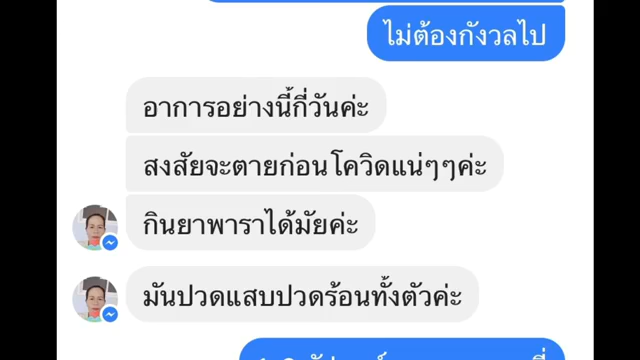 ไม่ต้องกังวลไป
อาการอย่างนี้กี่วันค่ะ
สงสัยจะตายก่อนโควิดแน่ๆๆค่ะ
กินยาพาราได้มัยค่ะ
มันปวดแสบปวดร้อนทั้งตัวค่ะ